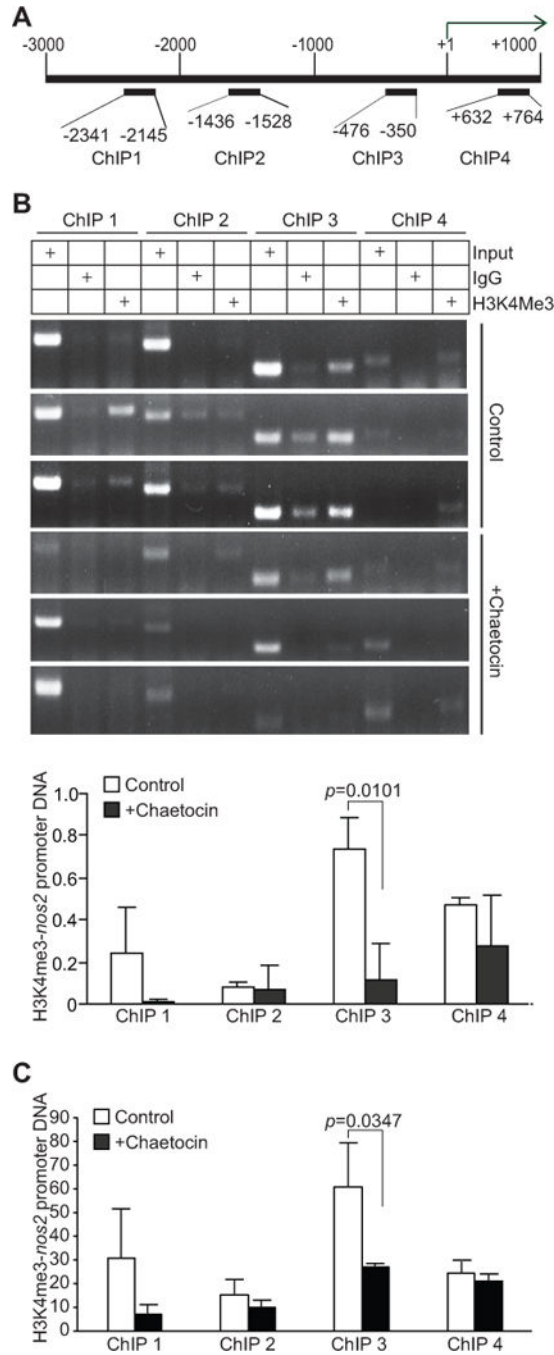 A
-3000 -2000 -1000 +1 +1000
-2341 -2145 -1436 -1528 -476 -350 +632 +764
ChIP1 ChIP2 ChIP3 ChIP4
B
ChIP 1 ChIP 2 ChIP 3 ChIP 4
+ + + + Input
+ + + + IgG
+ + + + H3K4Me3
Control
+Chaetocin
H3K4me3-nos2 promoter DNA
Control
+Chaetocin
p=0.0101
1.0
0.8
0.6
0.4
0.2
0
ChIP 1 ChIP 2 ChIP 3 ChIP 4
C
H3K4me3-nos2 promoter DNA
Control
+Chaetocin
p=0.0347
90
80
70
60
50
40
30
20
10
0
ChIP 1 ChIP 2 ChIP 3 ChIP 4